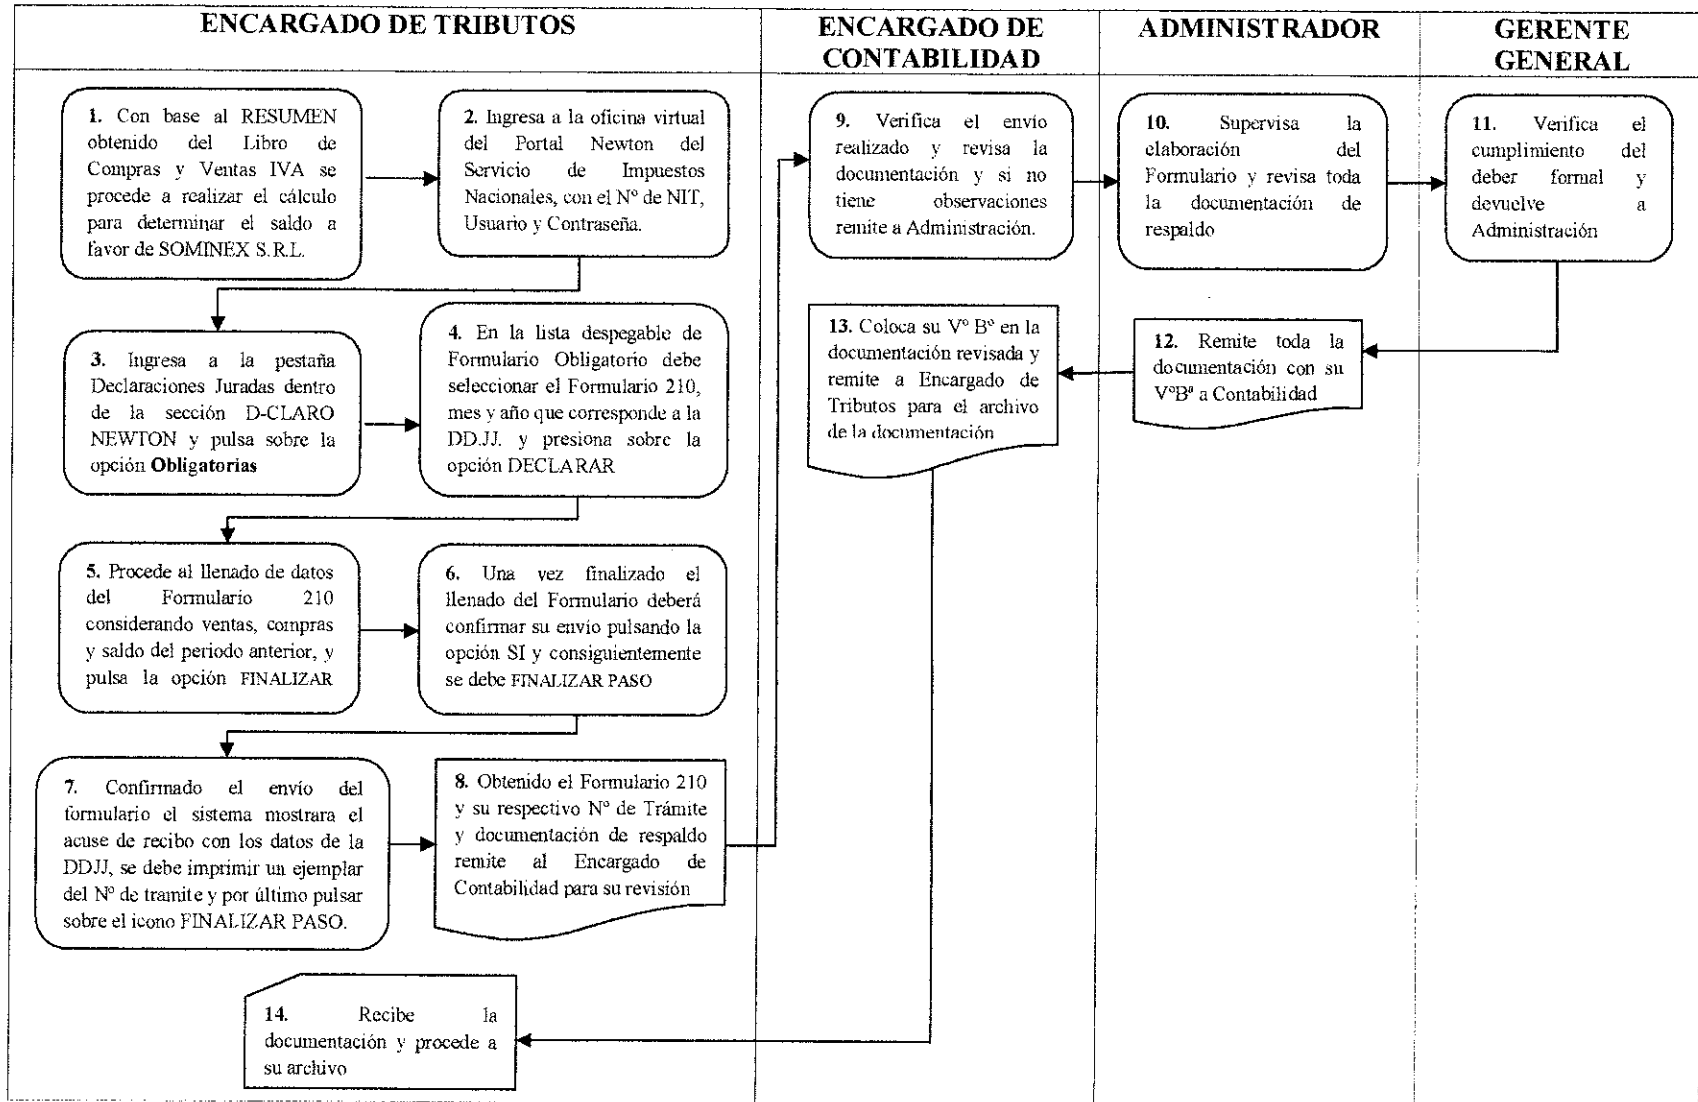 ENCARGADO DE TRIBUTOS
ENCARGADO DE
CONTABILIDAD
ADMINISTRADOR
GERENTE
GENERAL
1. Con base al RESUMEN
obtenido del Libro de
Compras y Ventas IVA se
procede a realizar el cálculo
para determinar el saldo a
favor de SOMINEX S.R.L.
2. Ingresa a la oficina virtual
del Portal Newton del
Servicio de Impuestos
Nacionales, con el Nº de NIT,
Usuario y Contraseña.
3. Ingresa a la pestaña
Declaraciones Juradas dentro
de la sección D-CLARO
NEWTON y pulsa sobre la
opción Obligatorias
4. En la lista despegable de
Formulario Obligatorio debe
seleccionar el Formulario 210,
mes y año que corresponde a la
DD.JJ. y presiona sobre la
opción DECLARAR
5. Procede al llenado de datos
del Formulario 210
considerando ventas, compras
y saldo del periodo anterior, y
pulsa la opción FINALIZAR
6. Una vez finalizado el
llenado del Formulario deberá
confirmar su envio pulsando la
opción SI y consiguientemente
se debe FINALIZAR PASO
7. Confirmado el envío del
formulario el sistema mostrara el
acuse de recibo con los datos de la
DDJJ, se debe imprimir un ejemplar
del Nº de tramite y por último pulsar
sobre el icono FINALIZAR PASO.
8. Obtenido el Formulario 210
y su respectivo Nº de Trámite
y documentación de respaldo
remite al Encargado de
Contabilidad para su revisión
9. Verifica el envío
realizado y revisa la
documentación y si no
tiene observaciones
remite a Administración.
10. Supervisa la
elaboración del
Formulario y revisa toda
la documentación de
respaldo
11. Verifica el
cumplimiento del
deber formal y
devuelve a
Administración
12. Remite toda la
documentación con su
VºBº a Contabilidad
13. Coloca su Vº Bº en la
documentación revisada y
remite a Encargado de
Tributos para el archivo
de la documentación
14. Recibe la
documentación y procede a
su archivo